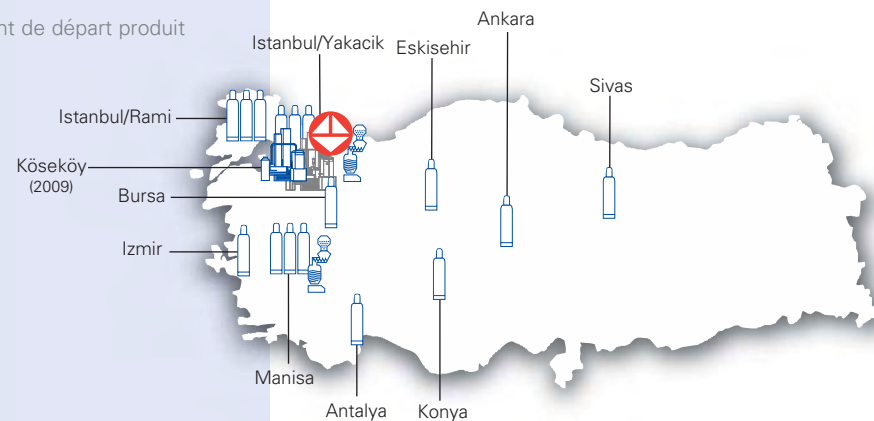 nt de départ produit
Ankara
Istanbul/Yakacik
Eskisehir
Sivas
Istanbul/Rami
Köseköy
(2009)
Bursa
Izmir
Manisa
Antalya
Konya